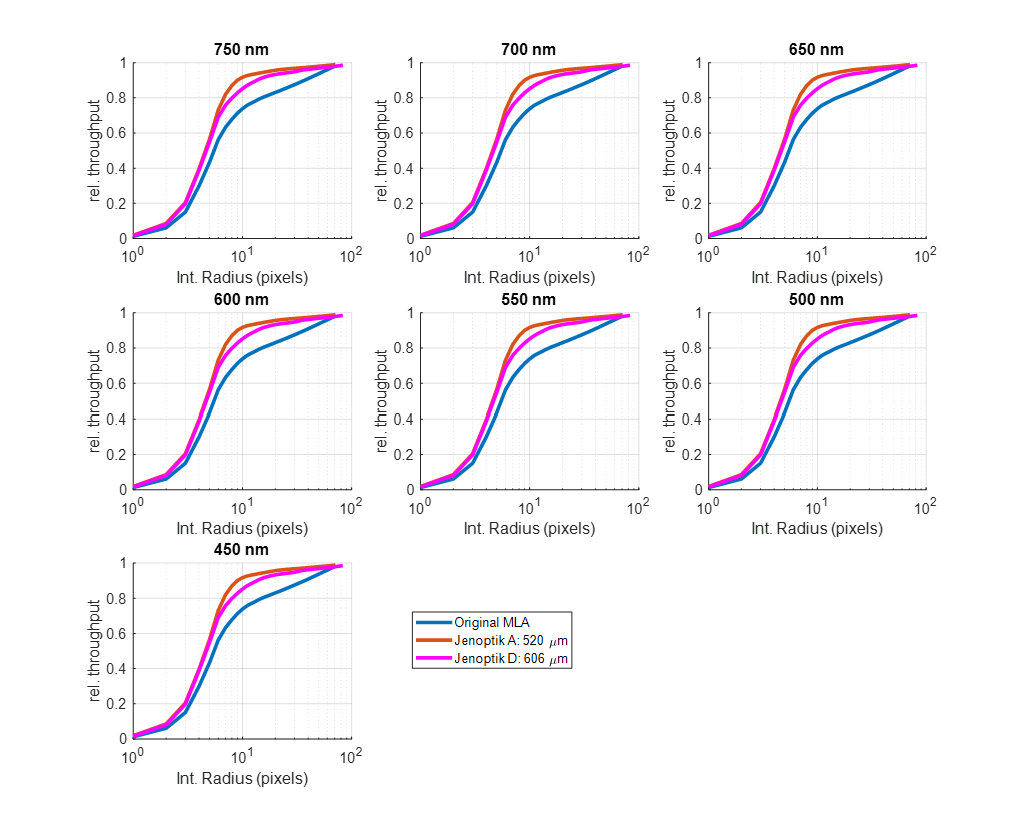 750 nm
700 nm
650 nm
rel. throughput
rel. throughput
rel. throughput
1
0.8
0.6
0.4
0.2
0
1
0.8
0.6
0.4
0.2
0
1
0.8
0.6
0.4
0.2
0
10^0 10^1 10^2
10^0 10^1 10^2
10^0 10^1 10^2
Int. Radius (pixels)
Int. Radius (pixels)
Int. Radius (pixels)
600 nm
550 nm
500 nm
rel. throughput
rel. throughput
rel. throughput
1
0.8
0.6
0.4
0.2
0
1
0.8
0.6
0.4
0.2
0
1
0.8
0.6
0.4
0.2
0
10^0 10^1 10^2
10^0 10^1 10^2
10^0 10^1 10^2
Int. Radius (pixels)
Int. Radius (pixels)
Int. Radius (pixels)
450 nm
rel. throughput
1
0.8
0.6
0.4
0.2
0
10^0 10^1 10^2
Int. Radius (pixels)
Original MLA
Jenoptik A: 520 μm
Jenoptik D: 606 μm